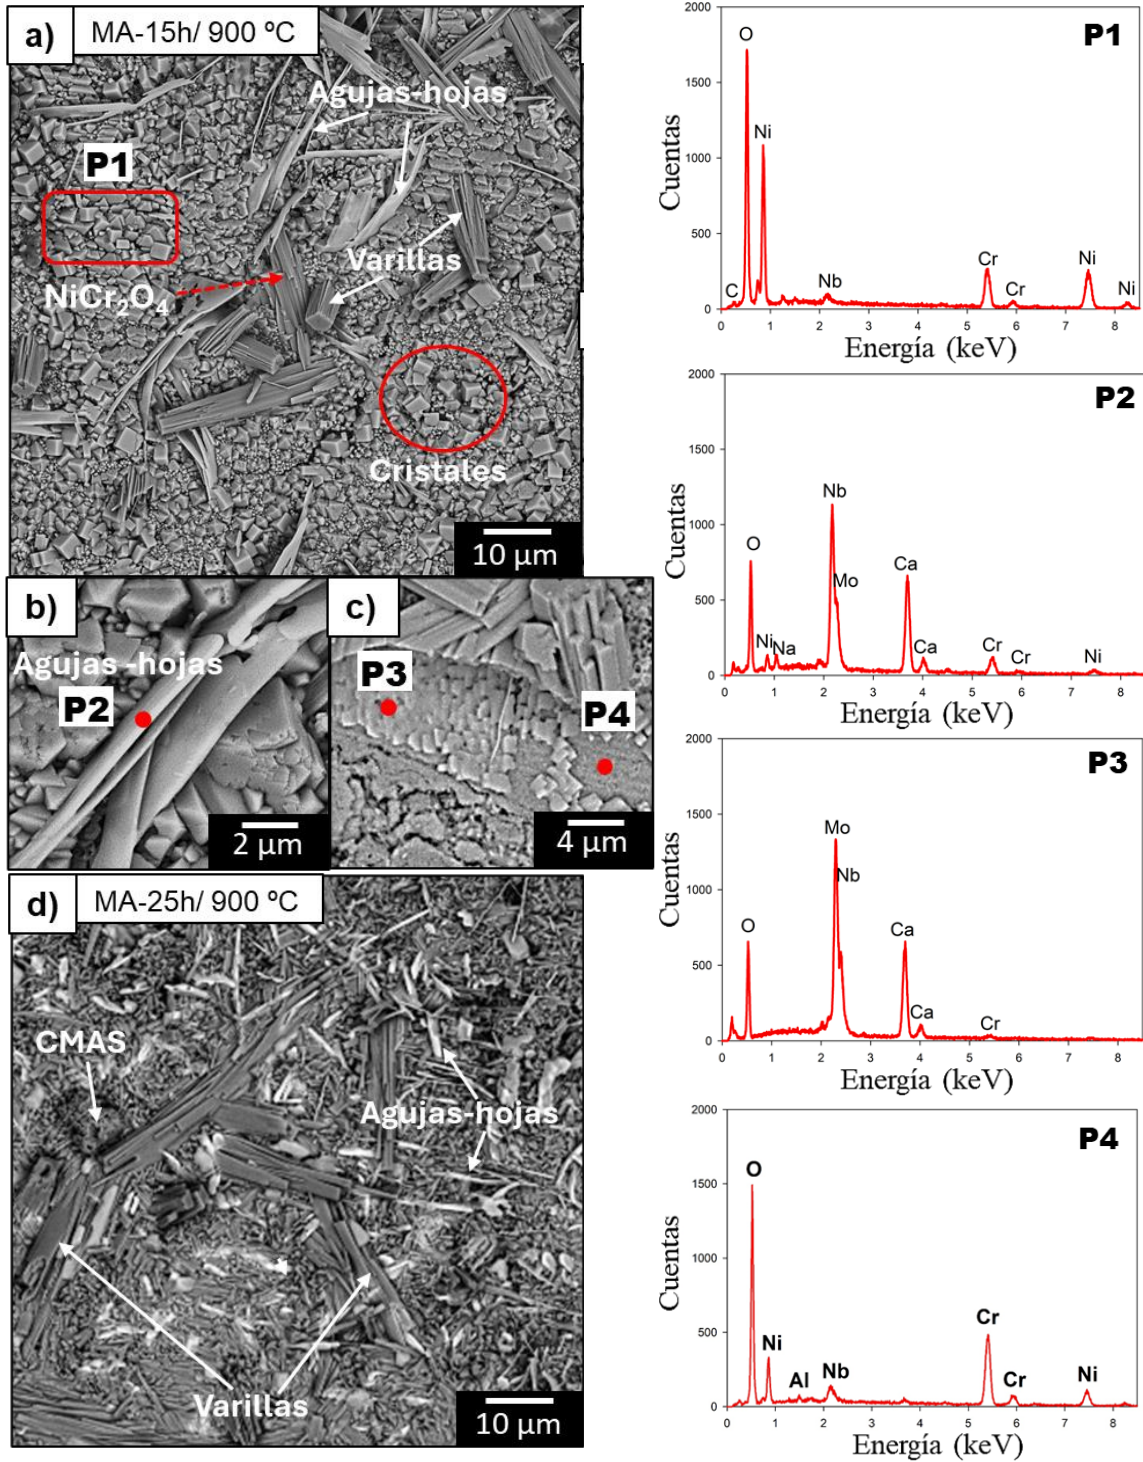 a)
MA-15h/ 900 ºC
Agujas-hojas
P1
Varillas
NiCr2O4
Cristales
10 µm
b)
Agujas -hojas
P2
2 µm
c)
P3
P4
4 µm
d)
MA-25h/ 900 ºC
CMAS
Agujas-hojas
Varillas
10 µm
P1
2000
1500
1000
500
0
Cuentas
O
Ni
C
Nb
Cr
Cr
Ni
Ni
0 1 2 3 4 5 6 7 8
Energía (keV)
P2
2000
1500
1000
500
0
Cuentas
O
Ni
Na
Nb
Mo
Ca
Ca
Cr
Cr
Ni
0 1 2 3 4 5 6 7 8
Energía (keV)
P3
2000
1500
1000
500
0
Cuentas
O
Mo
Nb
Ca
Ca
Cr
0 1 2 3 4 5 6 7 8
Energía (keV)
P4
2000
1500
1000
500
0
Cuentas
O
Ni
Al
Nb
Cr
Cr
Ni
0 1 2 3 4 5 6 7 8
Energía (keV)